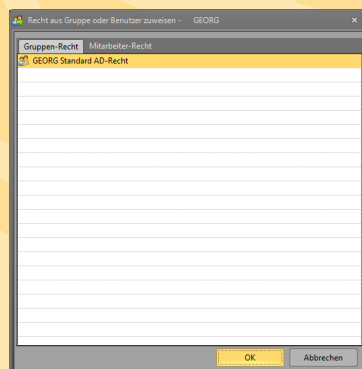 Recht aus Gruppe oder Benutzer zuweisen - GEORG
Gruppen-Recht Mitarbeiter-Recht
GEORG Standard AD-Recht
OK Abbrechen